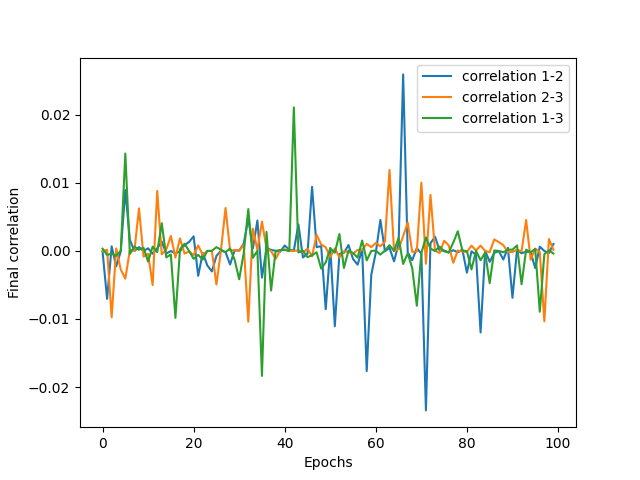 correlation 1-2
correlation 2-3
correlation 1-3
0.02
0.01
0.00
−0.01
−0.02
Final correlation
0 20 40 60 80 100
Epochs